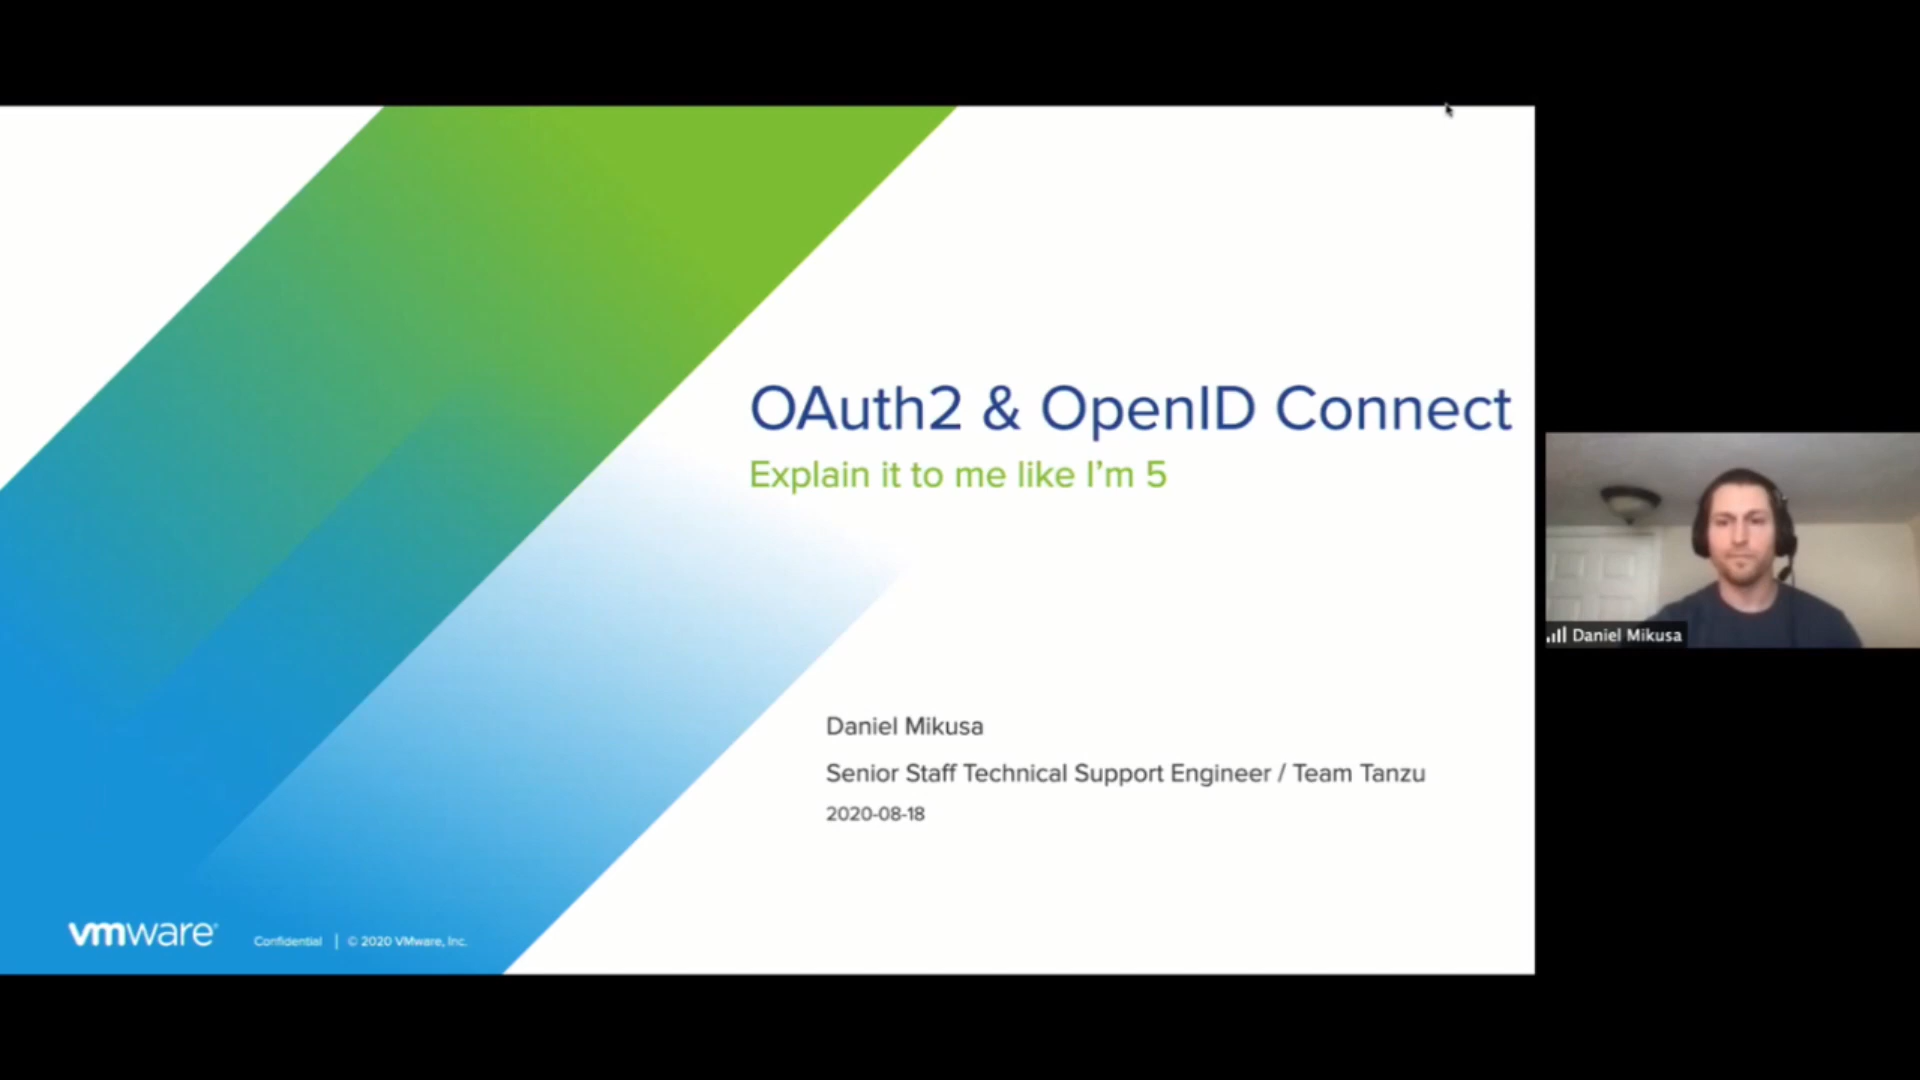 OAuth2 & OpenID Connect
Explain it to me like I'm 5
Daniel Mikusa
Daniel Mikusa
Senior Staff Technical Support Engineer / Team Tanzu
2020-08-18
vmware®
Confidential | © 2020 VMware, Inc.